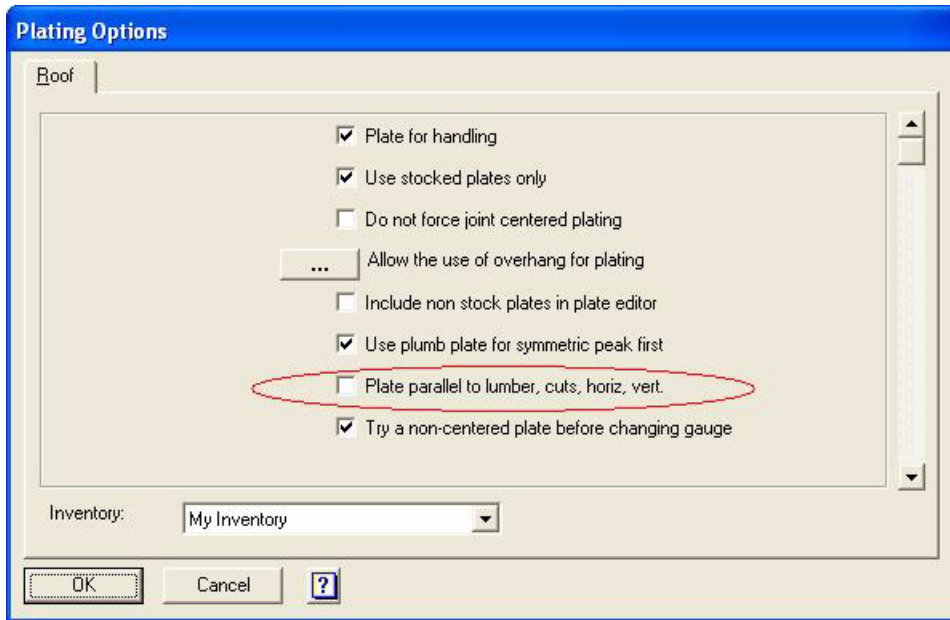 Plating Options
Roof
Plate for handling
Use stocked plates only
Do not force joint centered plating
... Allow the use of overhang for plating
Include non stock plates in plate editor
Use plumb plate for symmetric peak first
Plate parallel to lumber, cuts, horiz, vert.
Try a non-centered plate before changing gauge
Inventory: My Inventory
OK Cancel ?